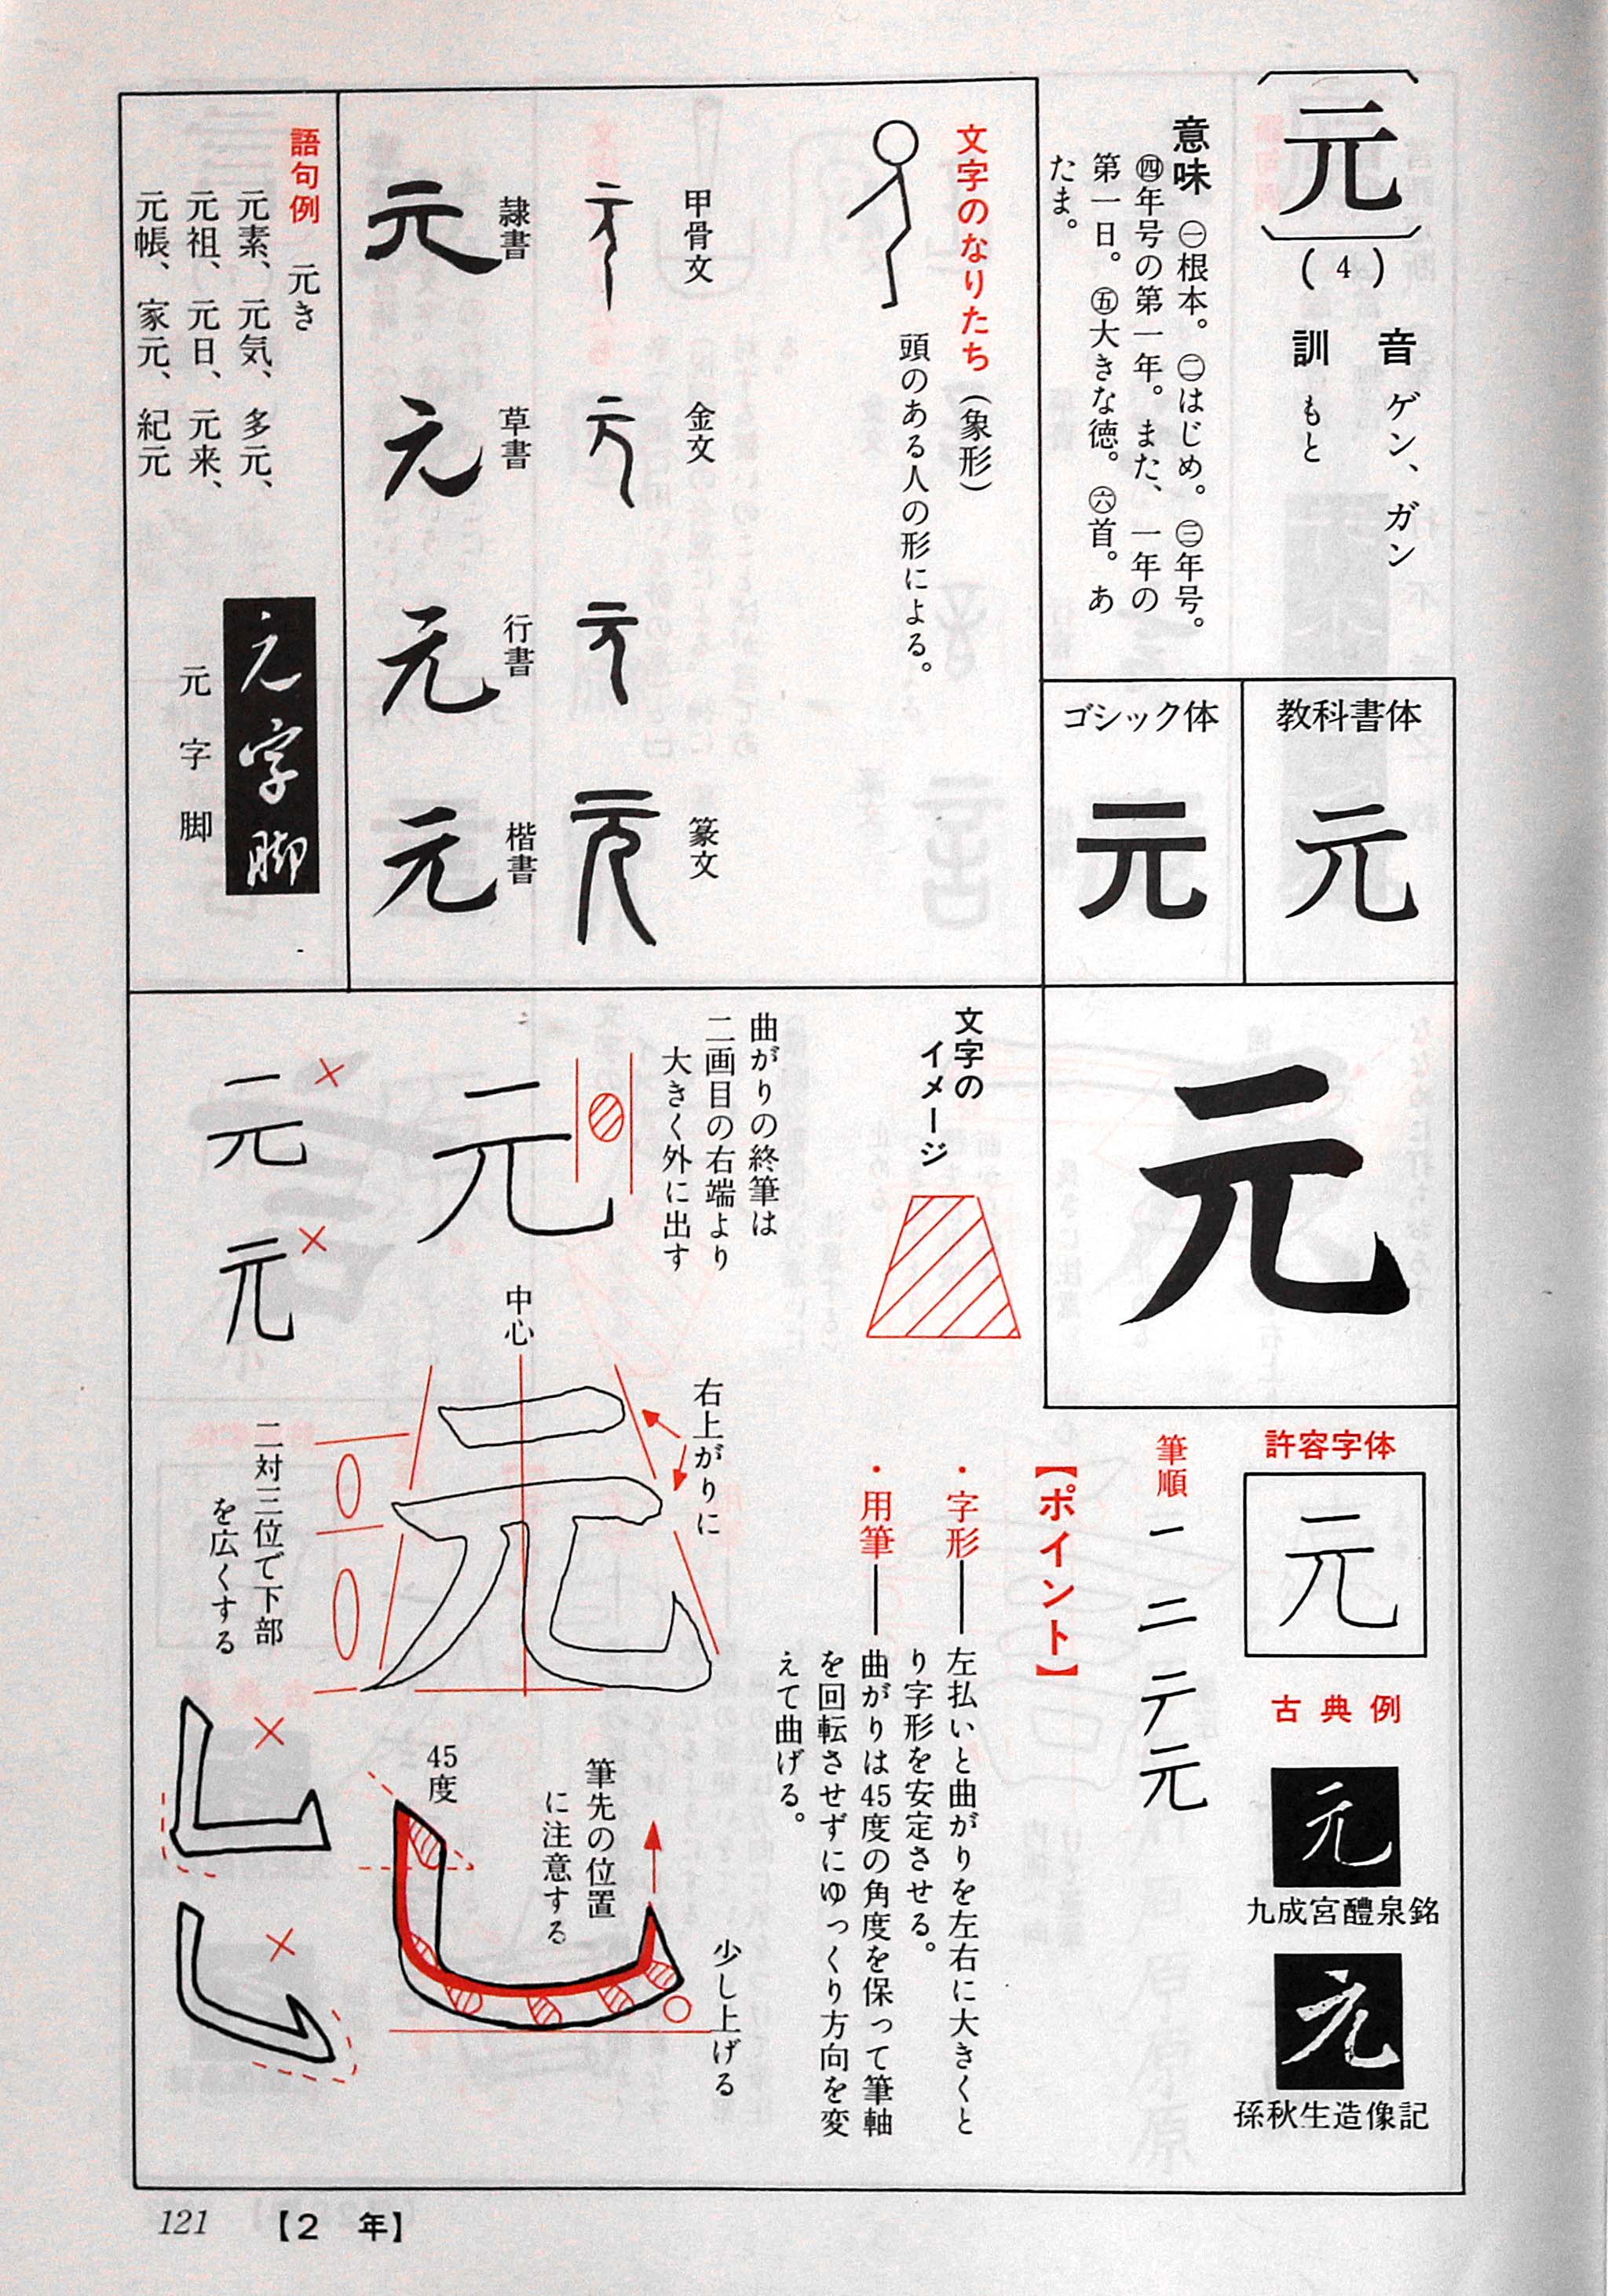 元
(4)
音 ゲン、ガン
訓 もと
意味 ㊀根本。㊁はじめ。㊂年号。
㊃年号の第一年。また、一年の
第一日。㊄大きな徳。㊅首。あ
たま。
教科書体
元
ゴシック体
元
文字のなりたち(象形)
頭のある人の形による。
甲骨文
金文
篆文
隷書
元
草書
元
行書
元
楷書
元
語句例 元き
元素、元気、多元、
元祖、元日、元来、
元帳、家元、紀元
元字脚
元字脚
元
許容字体
元
古典例
元
九成宮醴泉銘
元
孫秋生造像記
筆順
一 二 テ 元
【ポイント】
・字形――左払いと曲がりを左右に大きくと
り字形を安定させる。
・用筆――曲がりは45度の角度を保って筆軸
を回転させずにゆっくり方向を変
えて曲げる。
文字の
イメージ
曲がりの終筆は
二画目の右端より
大きく外に出す
元
元
元
中心
右上がりに
元
二対三位で下部
を広くする
45度
筆先の位置
に注意する
少し上げる
121
【2 年】